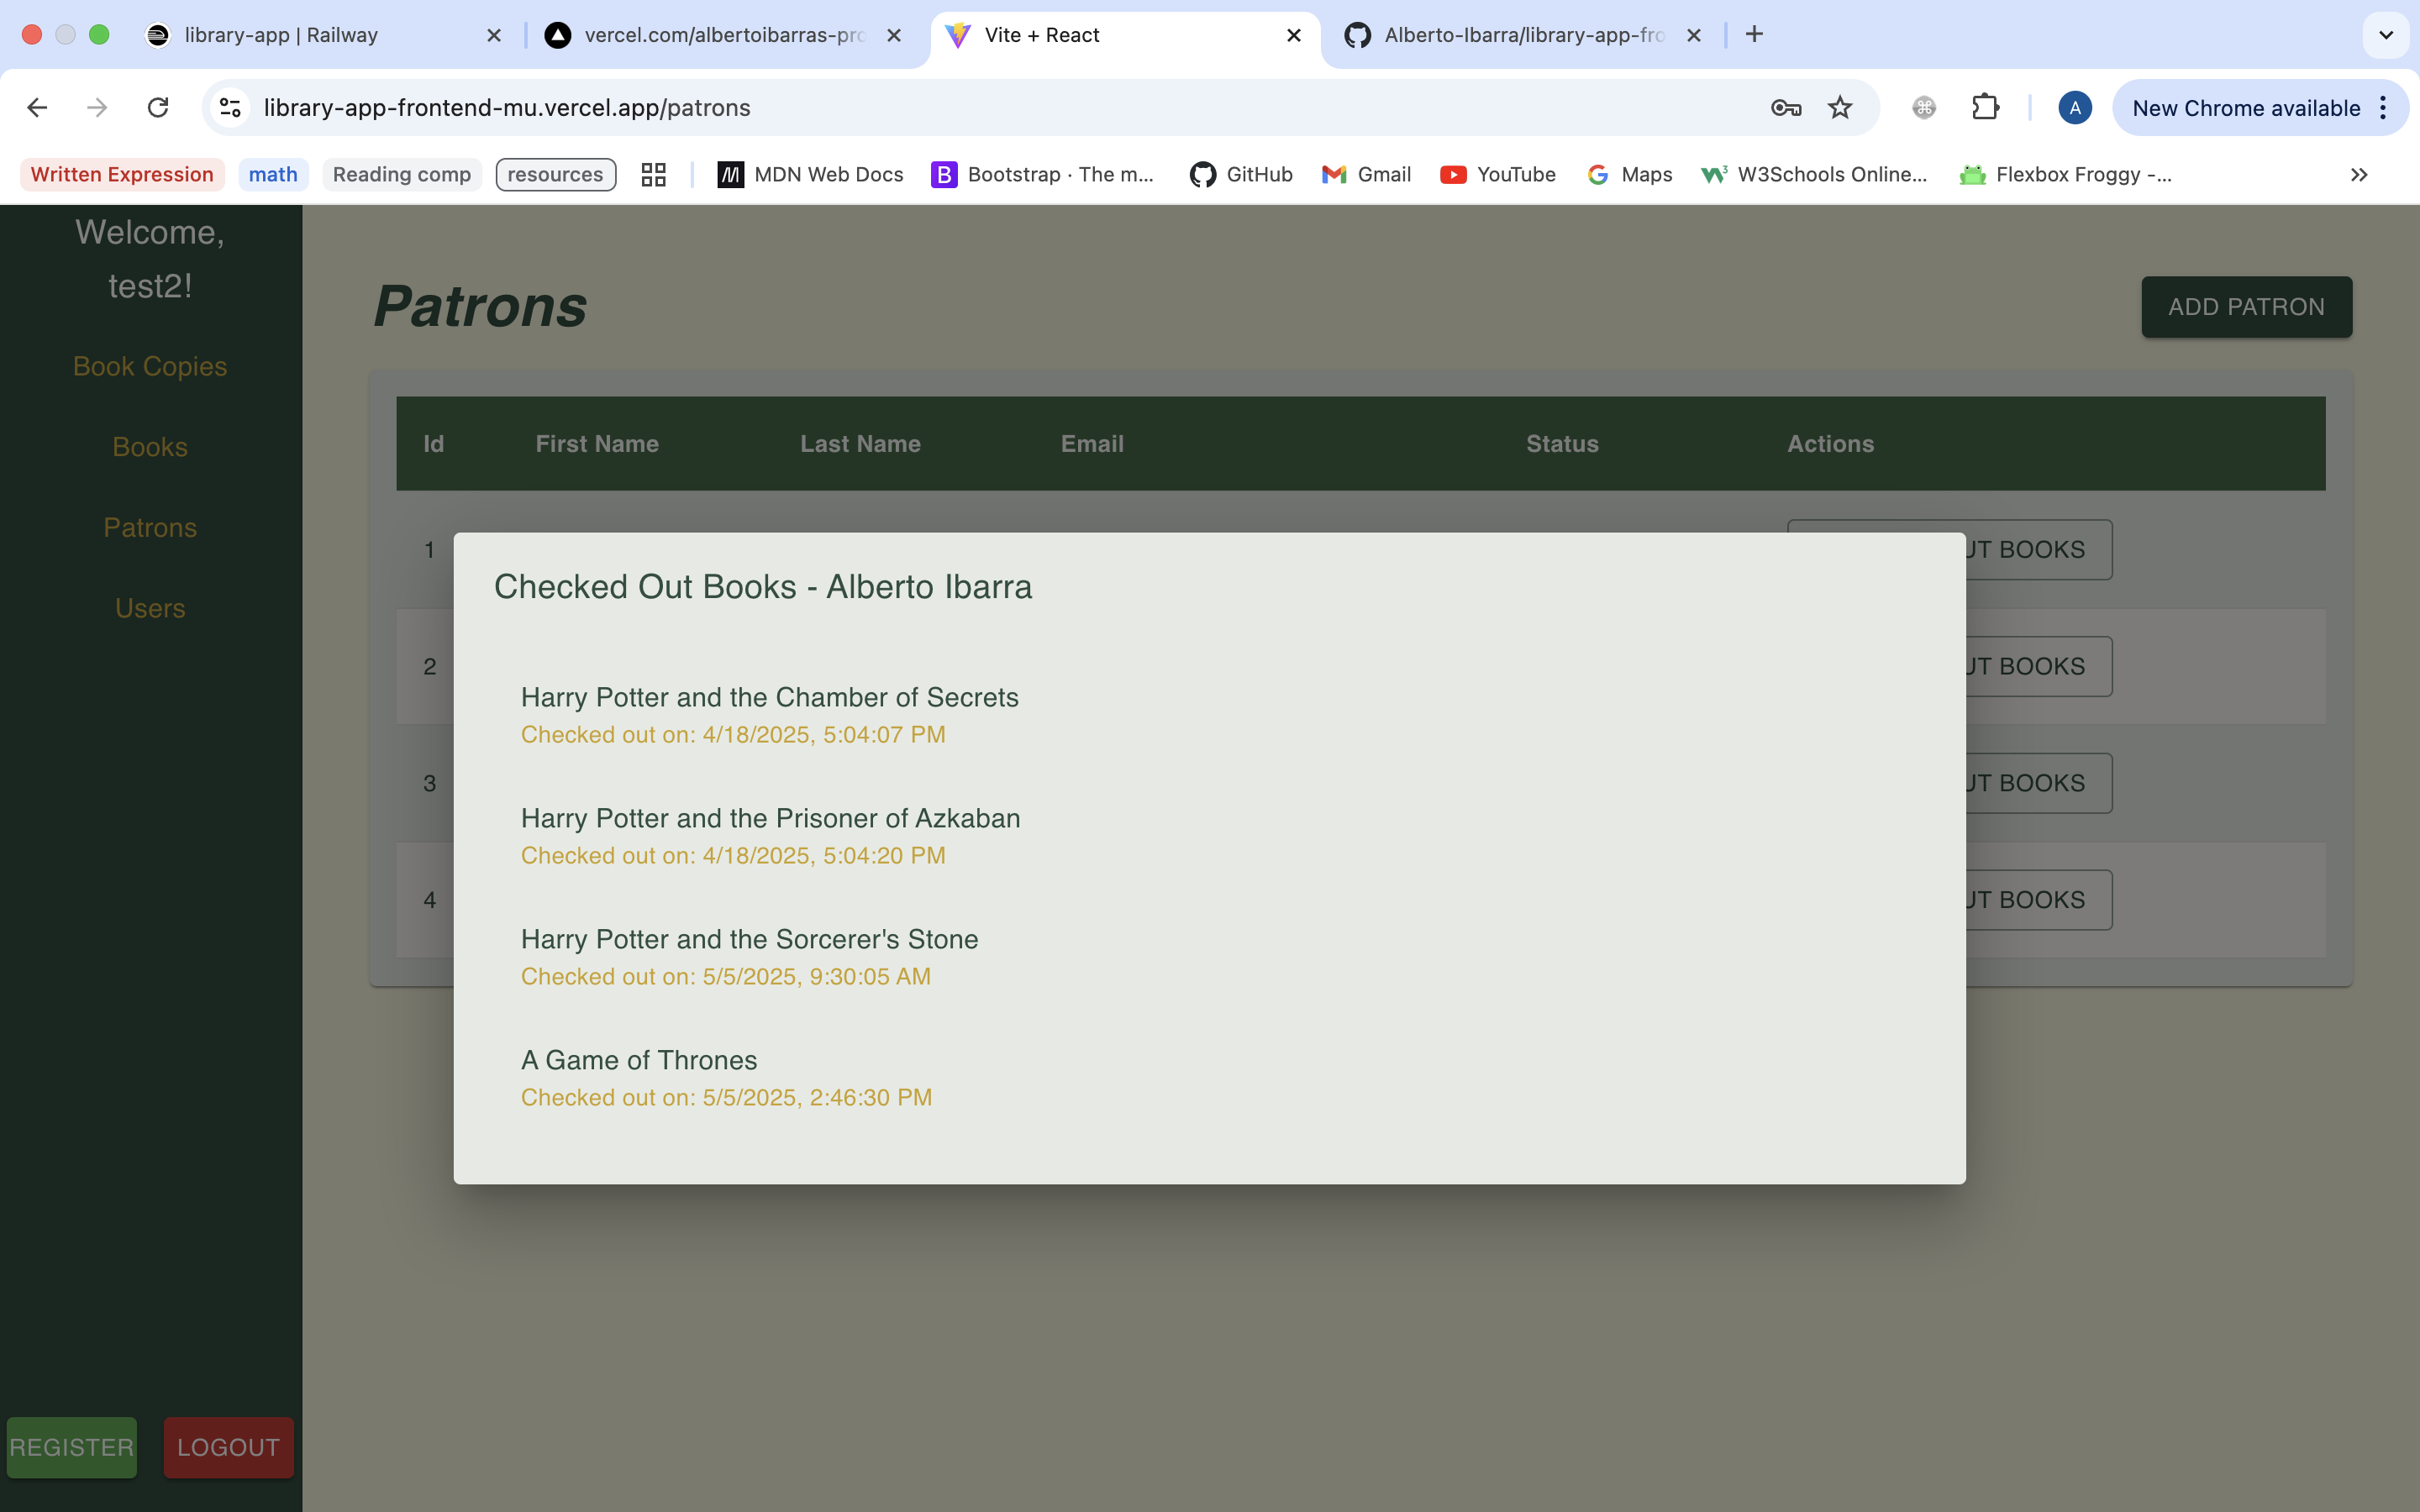 library-app | Railway
vercel.com/albertoibarras-pro
Vite + React
Alberto-Ibarra/library-app-fro
library-app-frontend-mu.vercel.app/patrons
A
New Chrome available
Written Expression
math
Reading comp
resources
MDN Web Docs
Bootstrap · The m...
GitHub
Gmail
YouTube
Maps
W3Schools Online...
Flexbox Froggy -...
Welcome,
test2!
Book Copies
Books
Patrons
Users
REGISTER
LOGOUT
Patrons
ADD PATRON
Id First Name Last Name Email Status Actions
1 UT BOOKS
2 UT BOOKS
3 UT BOOKS
4 UT BOOKS
Checked Out Books - Alberto Ibarra
Harry Potter and the Chamber of Secrets
Checked out on: 4/18/2025, 5:04:07 PM
Harry Potter and the Prisoner of Azkaban
Checked out on: 4/18/2025, 5:04:20 PM
Harry Potter and the Sorcerer's Stone
Checked out on: 5/5/2025, 9:30:05 AM
A Game of Thrones
Checked out on: 5/5/2025, 2:46:30 PM